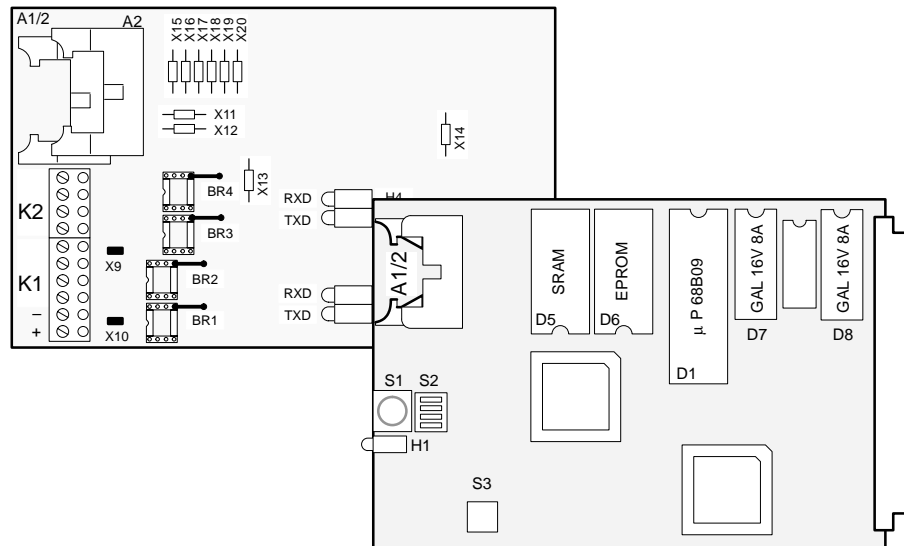 A1/2
A2
X15
X16
X17
X18
X19
X20
X11
X12
X14
X13
BR4
BR3
BR2
BR1
K2
K1
–
+
X9
X10
RXD
TXD
H4
RXD
TXD
A1/2
SRAM
D5
EPROM
D6
µ P 68B09
D1
GAL 16V 8A
D7
GAL 16V 8A
D8
S1
S2
H1
S3